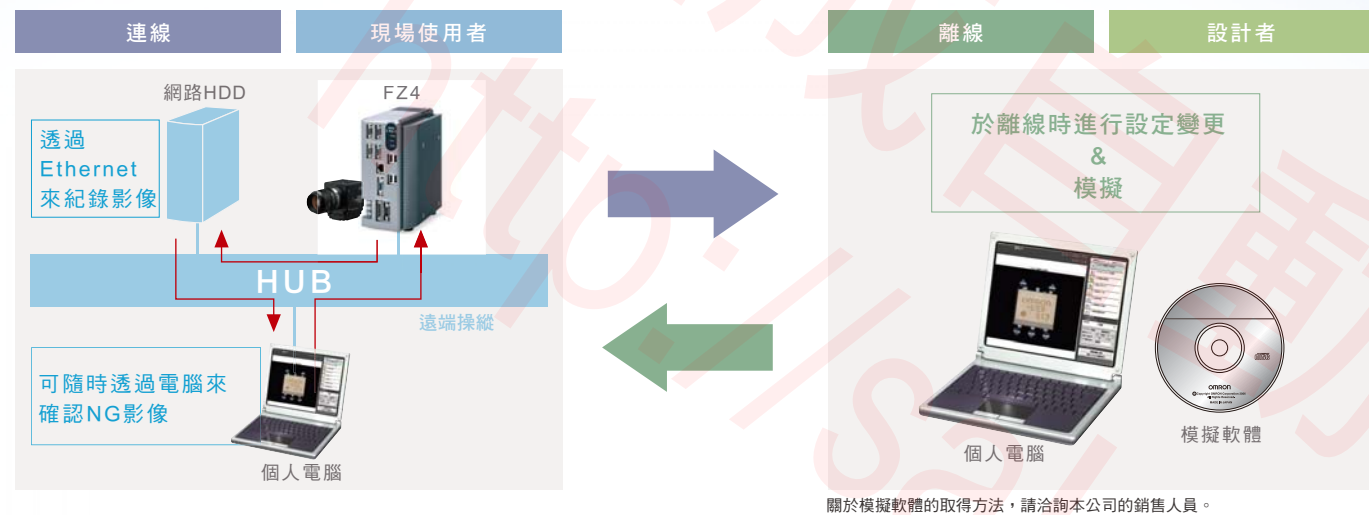 連線
現場使用者
離線
設計者
網路HDD
FZ4
透過
Ethernet
來紀錄影像
HUB
遠端操縱
可隨時透過電腦來
確認NG影像
個人電腦
於離線時進行設定變更
&
模擬
OMRON
個人電腦
模擬軟體
關於模擬軟體的取得方法，請洽詢本公司的銷售人員。